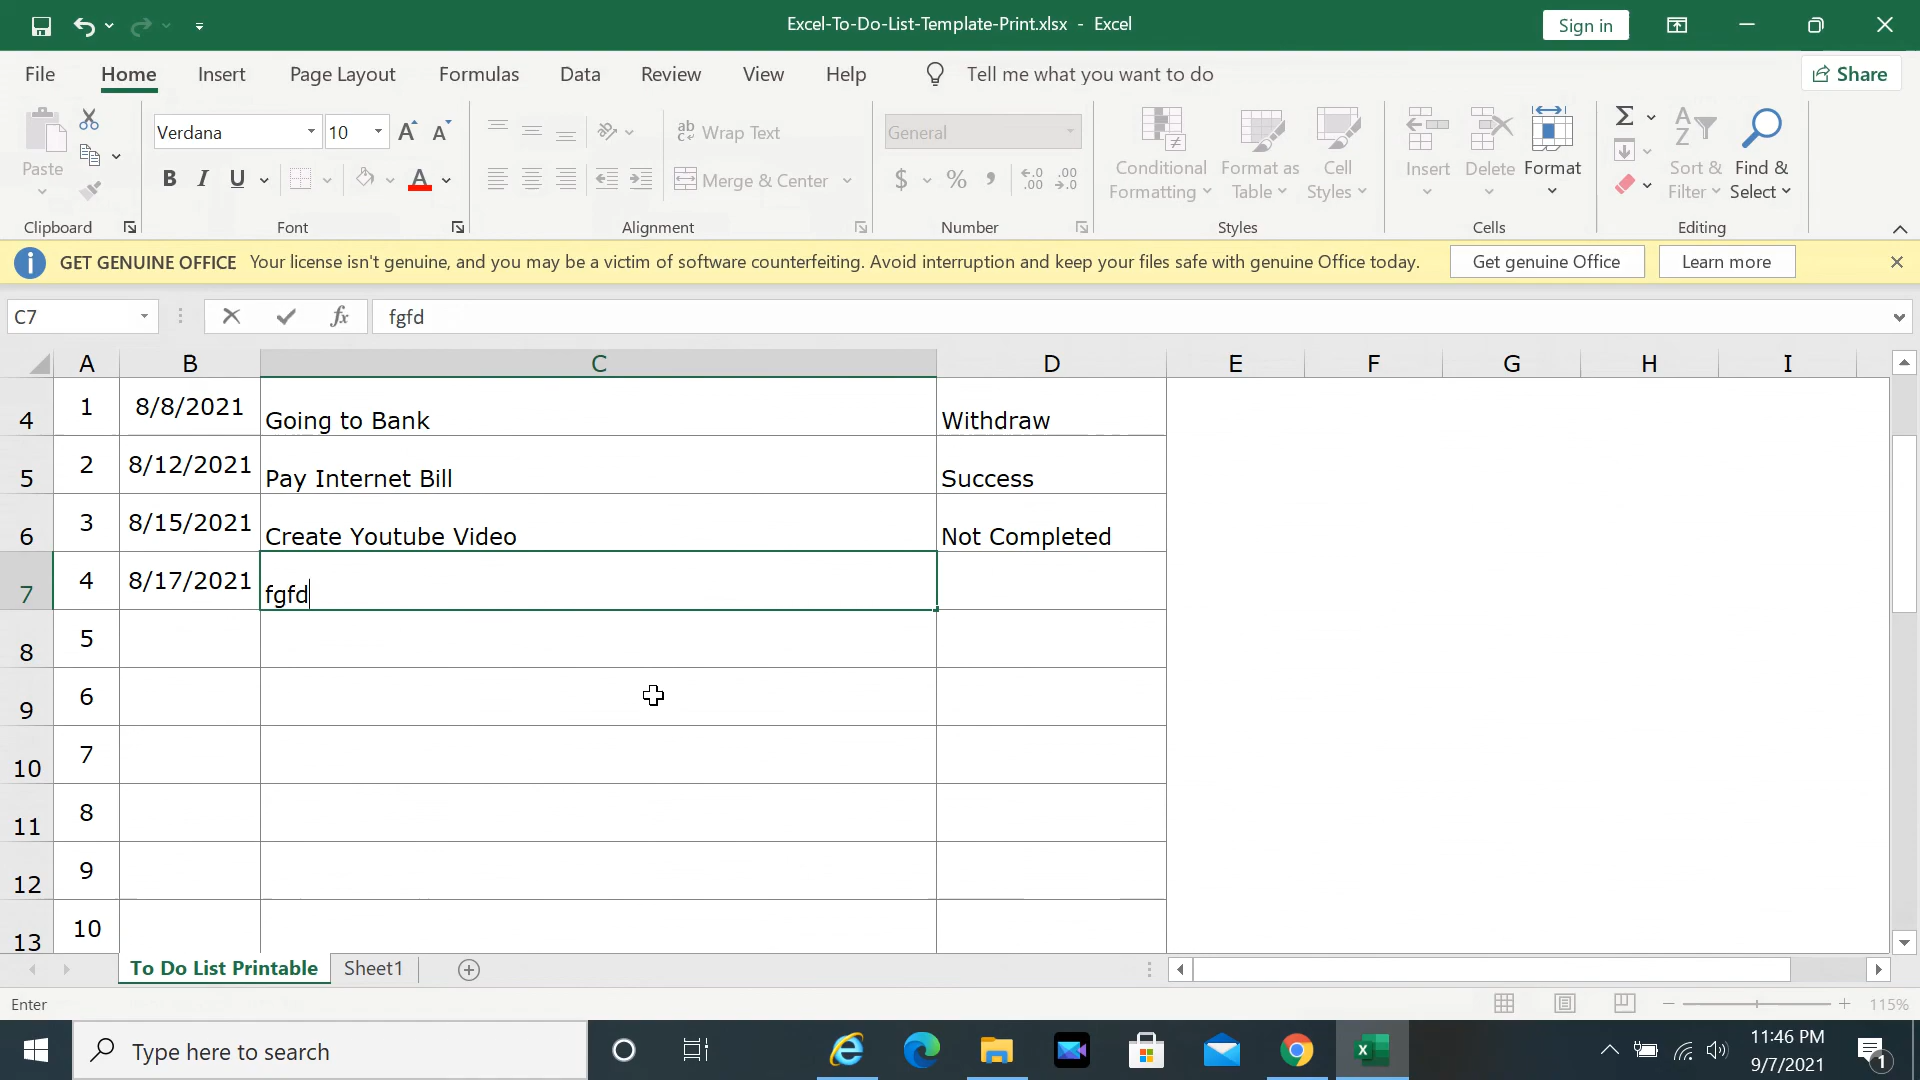 Excel-To-Do-List-Template-Print.xlsx - Excel
Sign in
File Home Insert Page Layout Formulas Data Review View Help Tell me what you want to do Share
Paste
Verdana 10 A A
ab Wrap Text
General
Conditional Formatting
Format as Table
Cell Styles
Insert Delete Format
Sort & Filter
Find & Select
B I U A
Merge & Center
$ % ,
Clipboard Font Alignment Number Styles Cells Editing
GET GENUINE OFFICE Your license isn't genuine, and you may be a victim of software counterfeiting. Avoid interruption and keep your files safe with genuine Office today. Get genuine Office Learn more
C7 fx fgfd
A B C D E F G H I
4 1 8/8/2021 Going to Bank Withdraw
5 2 8/12/2021 Pay Internet Bill Success
6 3 8/15/2021 Create Youtube Video Not Completed
7 4 8/17/2021 fgfd
8 5
9 6
10 7
11 8
12 9
13 10
To Do List Printable Sheet1
Enter 115%
Type here to search
11:46 PM
9/7/2021
1